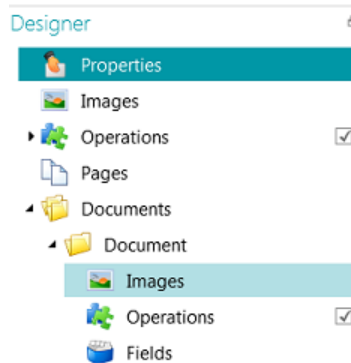 Designer
Properties
Images
Operations
Pages
Documents
Document
Images
Operations
Fields